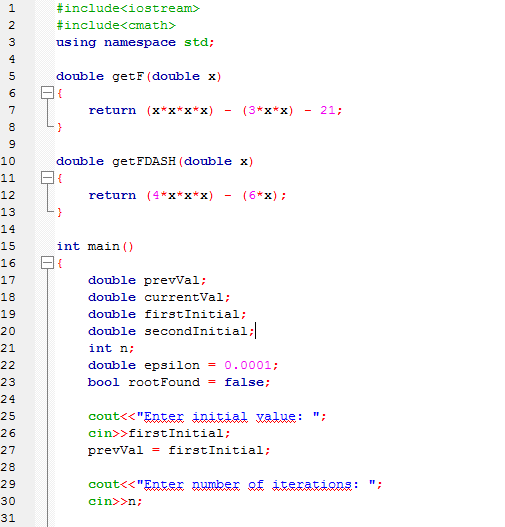 1 #include<iostream>
2 #include<cmath>
3 using namespace std;
4
5 double getF(double x)
6 {
7 return (x*x*x*x) - (3*x*x) - 21;
8 }
9
10 double getFDASH(double x)
11 {
12 return (4*x*x*x) - (6*x);
13 }
14
15 int main()
16 {
17 double prevVal;
18 double currentVal;
19 double firstInitial;
20 double secondInitial;
21 int n;
22 double epsilon = 0.0001;
23 bool rootFound = false;
24
25 cout<<"Enter initial value: ";
26 cin>>firstInitial;
27 prevVal = firstInitial;
28
29 cout<<"Enter number of iterations: ";
30 cin>>n;
31